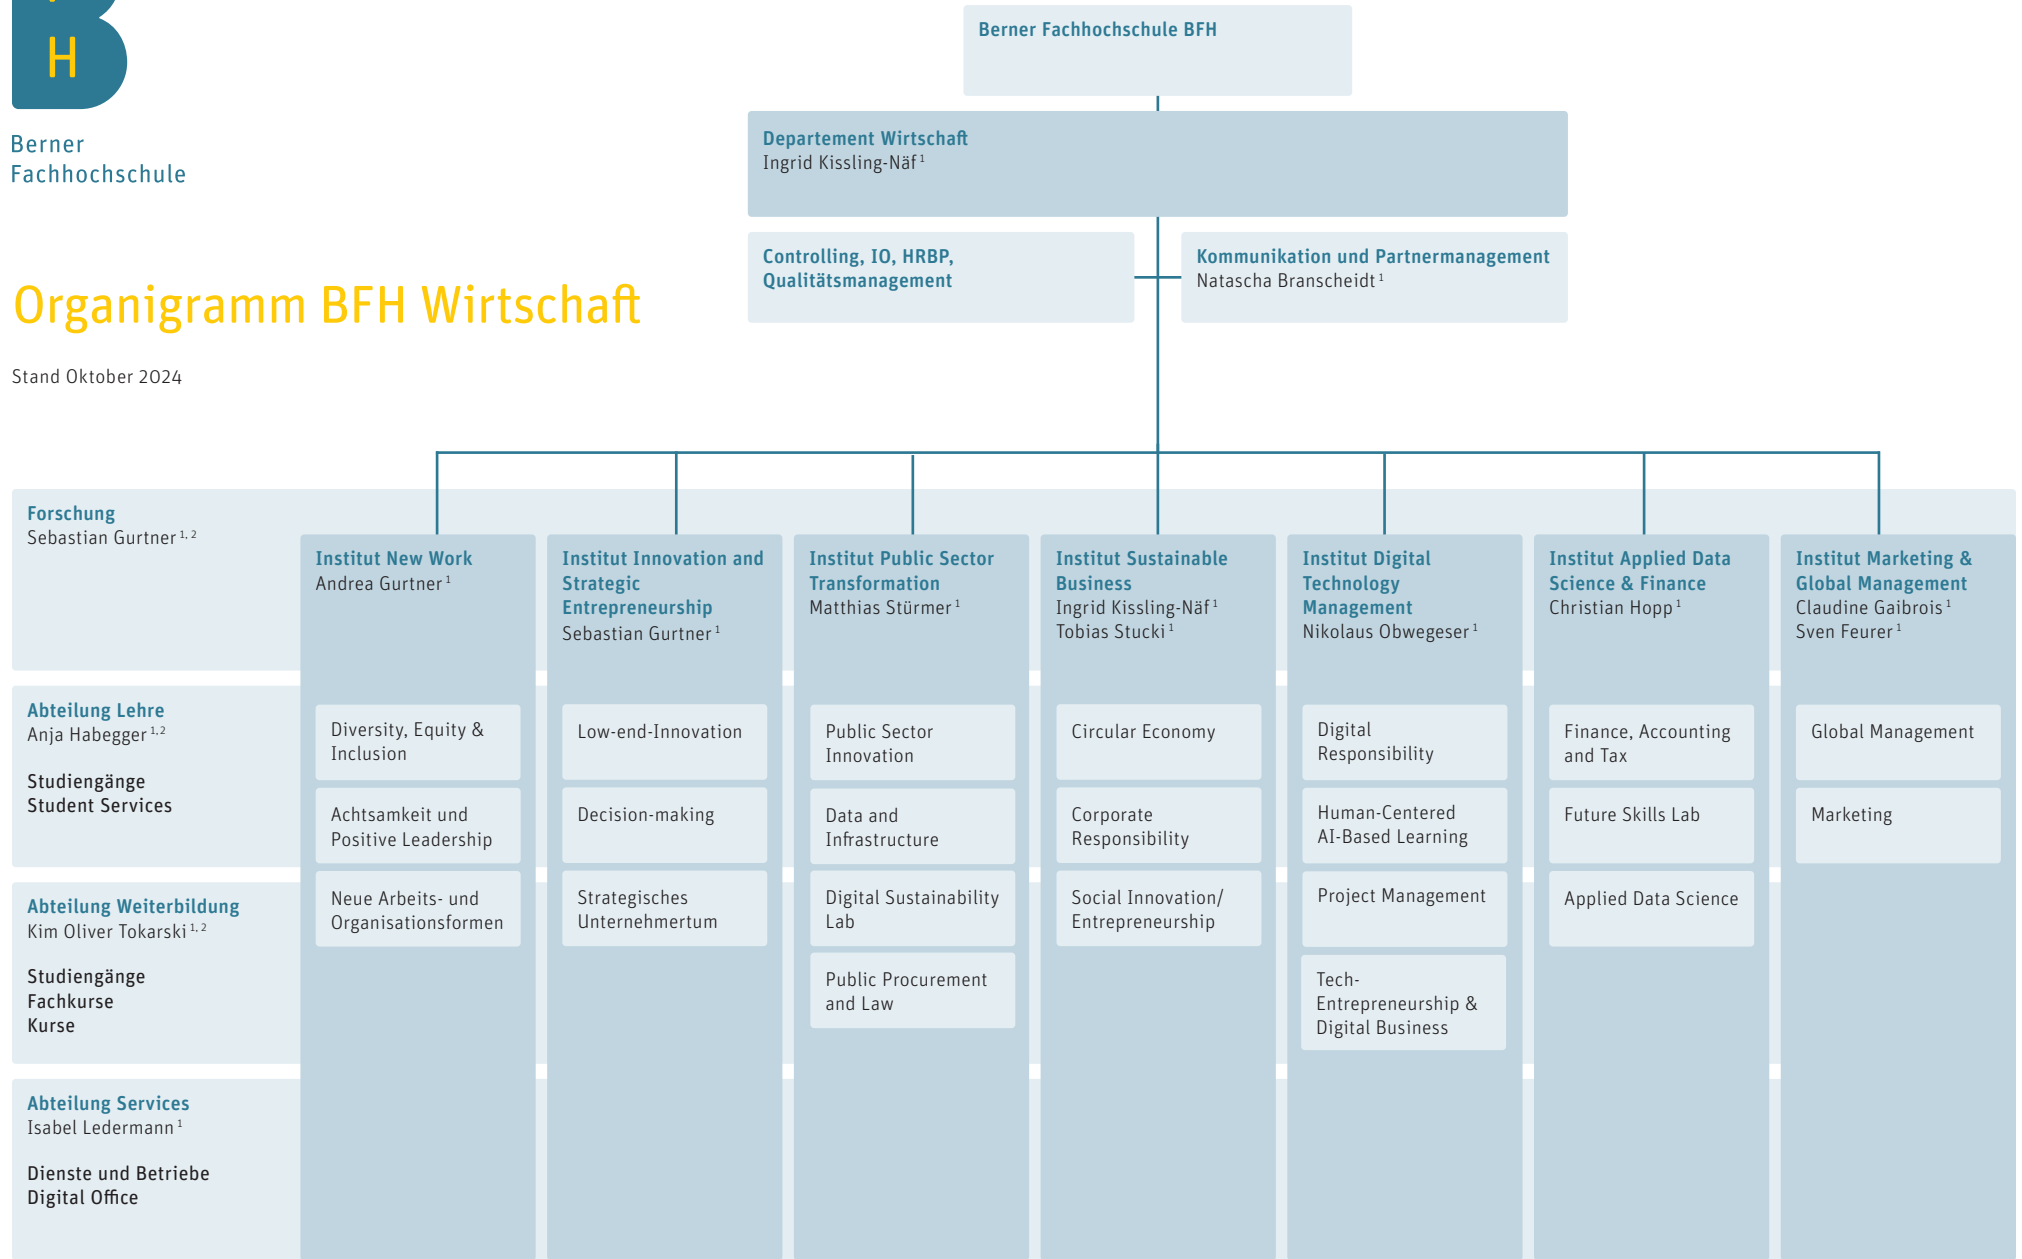 H
Berner
Fachhochschule
Organigramm BFH Wirtschaft
Stand Oktober 2024
Berner Fachhochschule BFH
Departement Wirtschaft
Ingrid Kissling-Näf 1
Controlling, IO, HRBP,
Qualitätsmanagement
Kommunikation und Partnermanagement
Natascha Branscheidt 1
Forschung
Sebastian Gurtner 1, 2
Abteilung Lehre
Anja Habegger 1,2
Studiengänge
Student Services
Abteilung Weiterbildung
Kim Oliver Tokarski 1, 2
Studiengänge
Fachkurse
Kurse
Abteilung Services
Isabel Ledermann 1
Dienste und Betriebe
Digital Office
Institut New Work
Andrea Gurtner 1
Diversity, Equity &
Inclusion
Achtsamkeit und
Positive Leadership
Neue Arbeits- und
Organisationsformen
Institut Innovation and
Strategic
Entrepreneurship
Sebastian Gurtner 1
Low-end-Innovation
Decision-making
Strategisches
Unternehmertum
Institut Public Sector
Transformation
Matthias Stürmer 1
Public Sector
Innovation
Data and
Infrastructure
Digital Sustainability
Lab
Public Procurement
and Law
Institut Sustainable
Business
Ingrid Kissling-Näf 1
Tobias Stucki 1
Circular Economy
Corporate
Responsibility
Social Innovation/
Entrepreneurship
Institut Digital
Technology
Management
Nikolaus Obwegeser 1
Digital
Responsibility
Human-Centered
AI-Based Learning
Project Management
Tech-
Entrepreneurship &
Digital Business
Institut Applied Data
Science & Finance
Christian Hopp 1
Finance, Accounting
and Tax
Future Skills Lab
Applied Data Science
Institut Marketing &
Global Management
Claudine Gaibrois 1
Sven Feurer 1
Global Management
Marketing